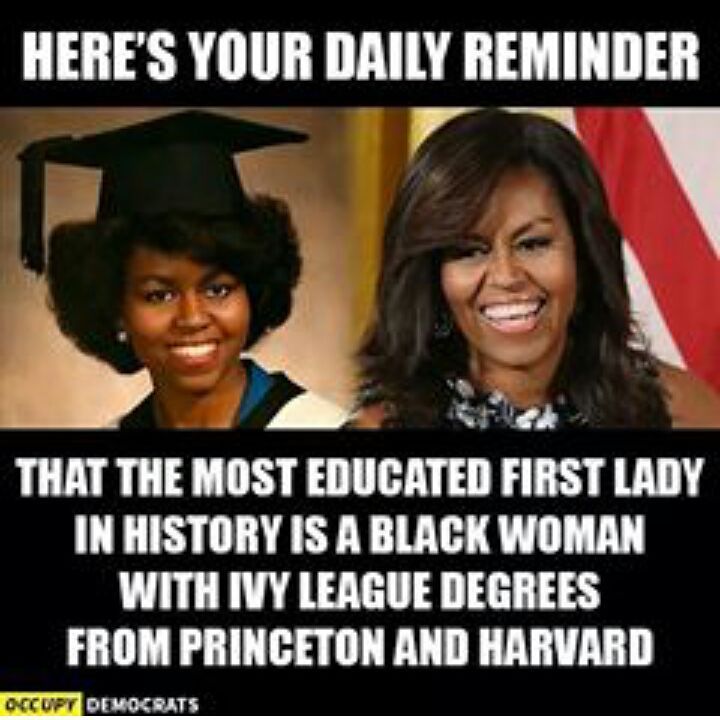 HERE'S YOUR DAILY REMINDER
THAT THE MOST EDUCATED FIRST LADY
IN HISTORY IS A BLACK WOMAN
WITH IVY LEAGUE DEGREES
FROM PRINCETON AND HARVARD
OCCUPY DEMOCRATS